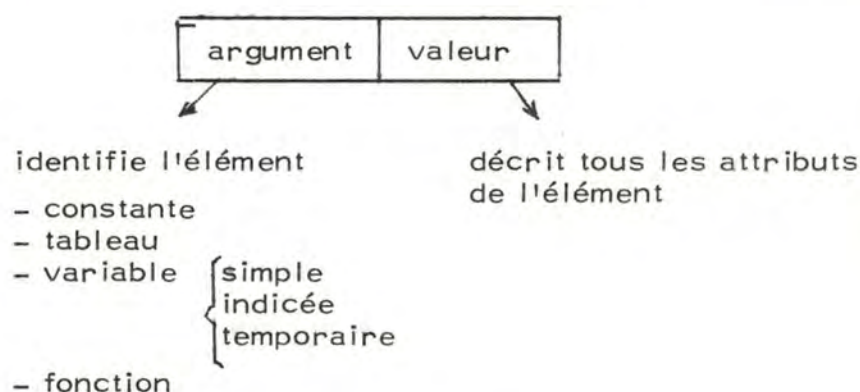 argument valeur
identifie l'élément
décrit tous les attributs
de l'élément
- constante
- tableau
- variable
simple
indicée
temporaire
- fonction